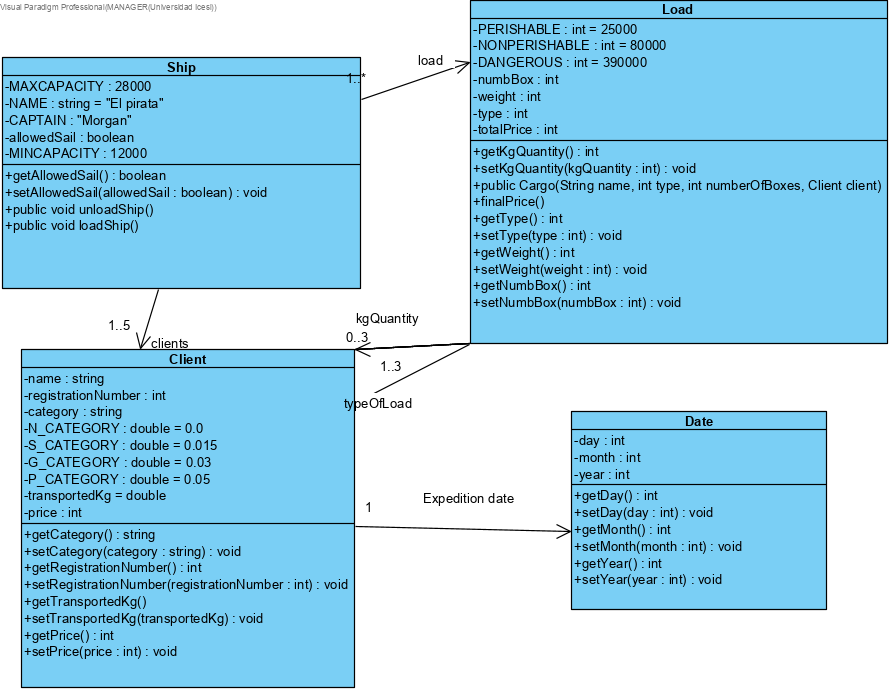 Visual Paradigm Professional(MANAGER(Universidad Icesi))
Ship
-MAXCAPACITY : 28000
-NAME : string = "El pirata"
-CAPTAIN : "Morgan"
-allowedSail : boolean
-MINCAPACITY : 12000
+getAllowedSail() : boolean
+setAllowedSail(allowedSail : boolean) : void
+public void unloadShip()
+public void loadShip()
load
1..*
Load
-PERISHABLE : int = 25000
-NONPERISHABLE : int = 80000
-DANGEROUS : int = 390000
-numbBox : int
-weight : int
-type : int
-totalPrice : int
+getKgQuantity() : int
+setKgQuantity(kgQuantity : int) : void
+public Cargo(String name, int type, int numberOfBoxes, Client client)
+finalPrice()
+getType() : int
+setType(type : int) : void
+getWeight() : int
+setWeight(weight : int) : void
+getNumbBox() : int
+setNumbBox(numbBox : int) : void
1..5
clients
kgQuantity
0..3
1..3
typeOfLoad
Client
-name : string
-registrationNumber : int
-category : string
-N_CATEGORY : double = 0.0
-S_CATEGORY : double = 0.015
-G_CATEGORY : double = 0.03
-P_CATEGORY : double = 0.05
-transportedKg = double
-price : int
+getCategory() : string
+setCategory(category : string) : void
+getRegistrationNumber() : int
+setRegistrationNumber(registrationNumber : int) : void
+getTransportedKg()
+setTransportedKg(transportedKg) : void
+getPrice() : int
+setPrice(price : int) : void
1
Expedition date
Date
-day : int
-month : int
-year : int
+getDay() : int
+setDay(day : int) : void
+getMonth() : int
+setMonth(month : int) : void
+getYear() : int
+setYear(year : int) : void